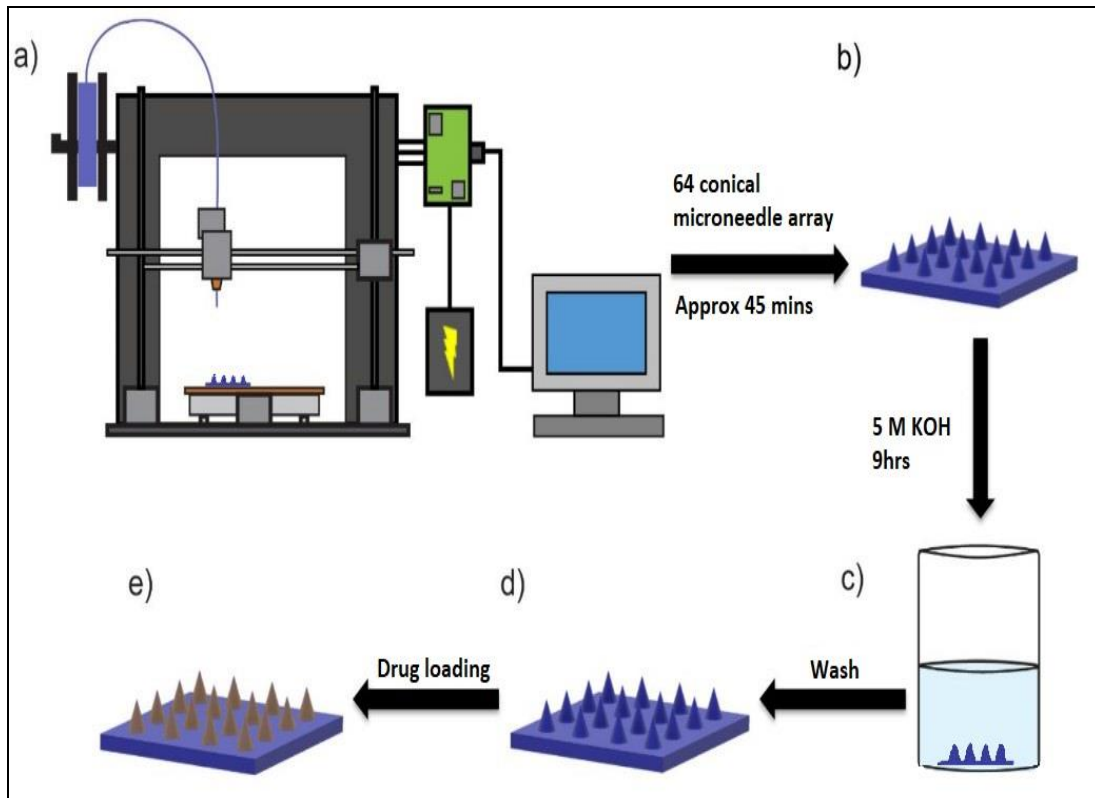 a)
b)
64 conical
microneedle array
Approx 45 mins
5 M KOH
9hrs
c)
Wash
d)
Drug loading
e)